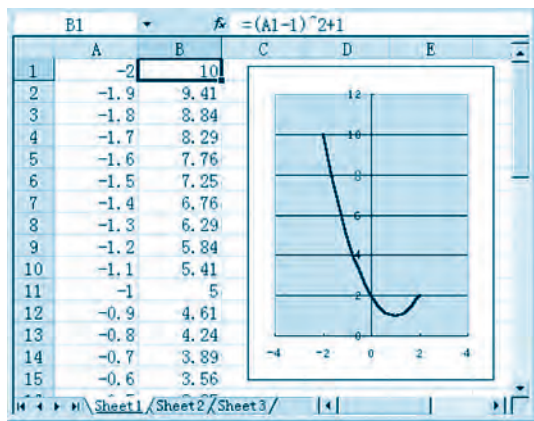 B1 fx =(A1-1)^2+1
A B C D E
1 -2 10
2 -1.9 9.41
3 -1.8 8.84
4 -1.7 8.29
5 -1.6 7.76
6 -1.5 7.25
7 -1.4 6.76
8 -1.3 6.29
9 -1.2 5.84
10 -1.1 5.41
11 -1 5
12 -0.9 4.61
13 -0.8 4.24
14 -0.7 3.89
15 -0.6 3.56
12
10
8
6
4
2
0
-4 -2 0 2 4
Sheet1 Sheet2 Sheet3